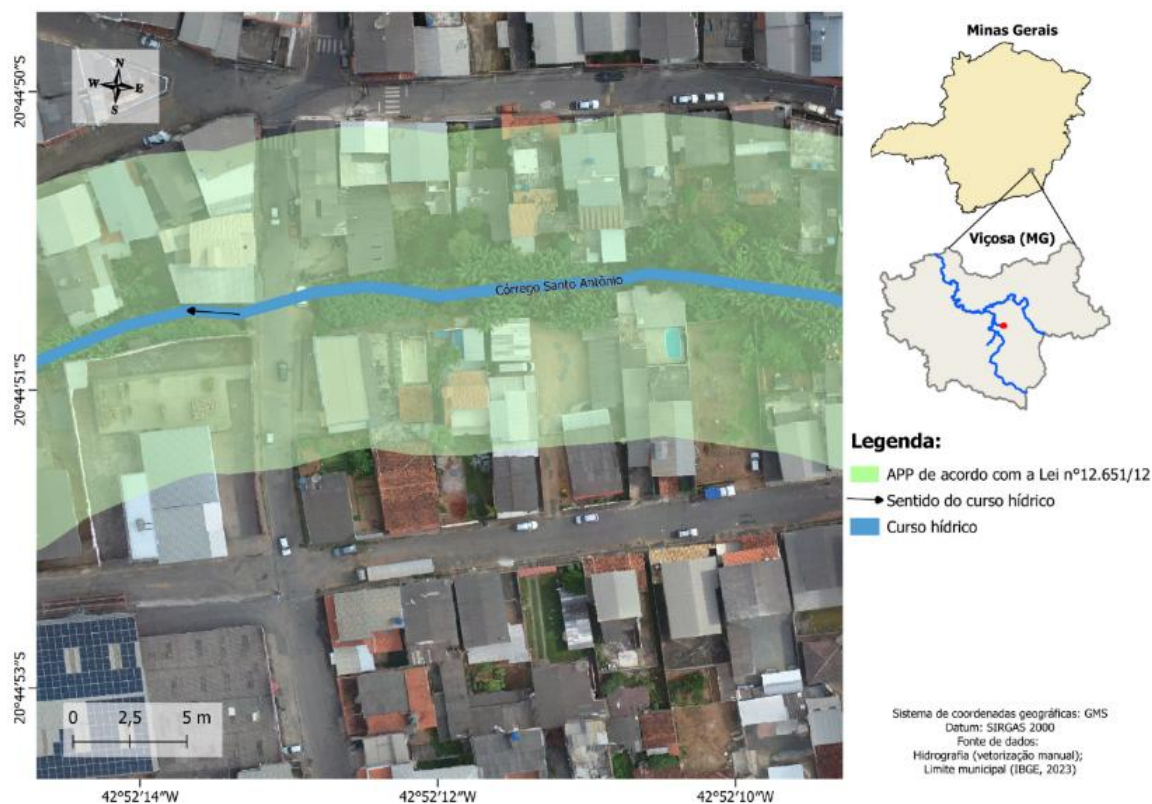 Minas Gerais
N
W E
S
20°44'50"S
20°44'51"S
20°44'53"S
Córrego Santo Antônio
Viçosa (MG)
Legenda:
APP de acordo com a Lei n°12.651/12
Sentido do curso hídrico
Curso hídrico
0 2,5 5 m
42°52'14"W 42°52'12"W 42°52'10"W
Sistema de coordenadas geográficas: GMS
Datum: SIRGAS 2000
Fonte de dados:
Hidrografia (vetorização manual);
Limite municipal (IBGE, 2023)